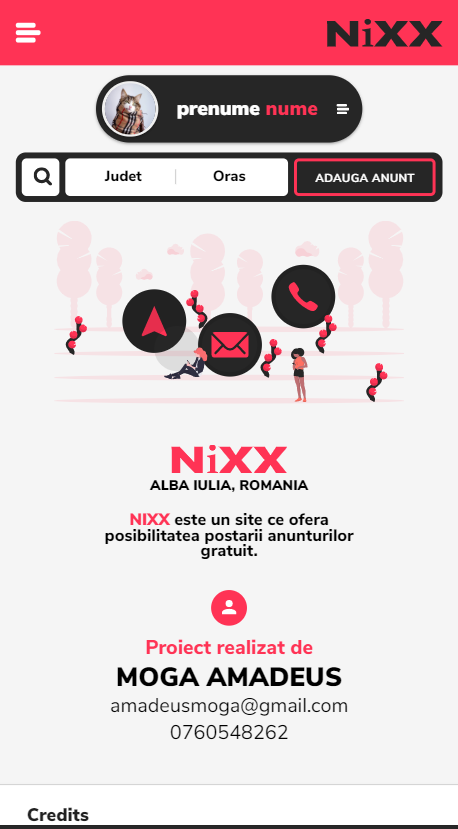 NiXX
prenume nume
Judet
Oras
ADAUGA ANUNT
NiXX
ALBA IULIA, ROMANIA
NIXX este un site ce ofera
posibilitatea postarii anunturilor
gratuit.
Proiect realizat de
MOGA AMADEUS
amadeusmoga@gmail.com
0760548262
Credits